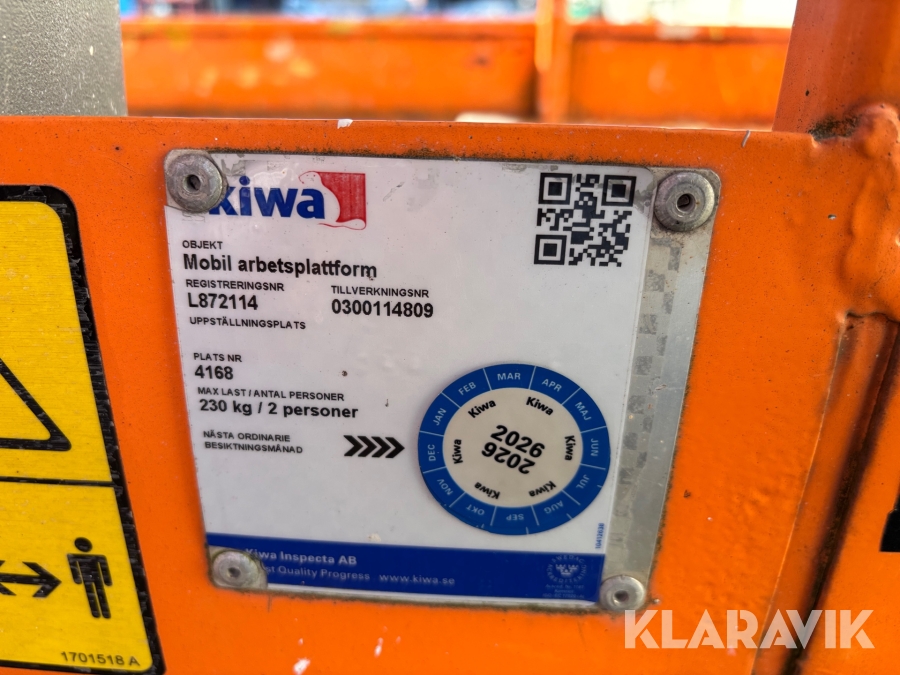 kiwa
OBJEKT
Mobil arbetsplattform
REGISTRERINGSNR TILLVERKNINGSNR
L872114 0300114809
UPPSTÄLLNINGSPLATS
PLATS NR
4168
MAX LAST / ANTAL PERSONER
230 kg / 2 personer
NÄSTA ORDINARIE
BESIKTNINGSMÅNAD
JAN FEB MAR APR MAJ JUN JUL AUG SEP OKT NOV DEC
Kiwa Kiwa Kiwa Kiwa Kiwa Kiwa
2026
2026
Kiwa Inspecta AB
Quality Progress www.kiwa.se
1701518 A
KLARAVIK